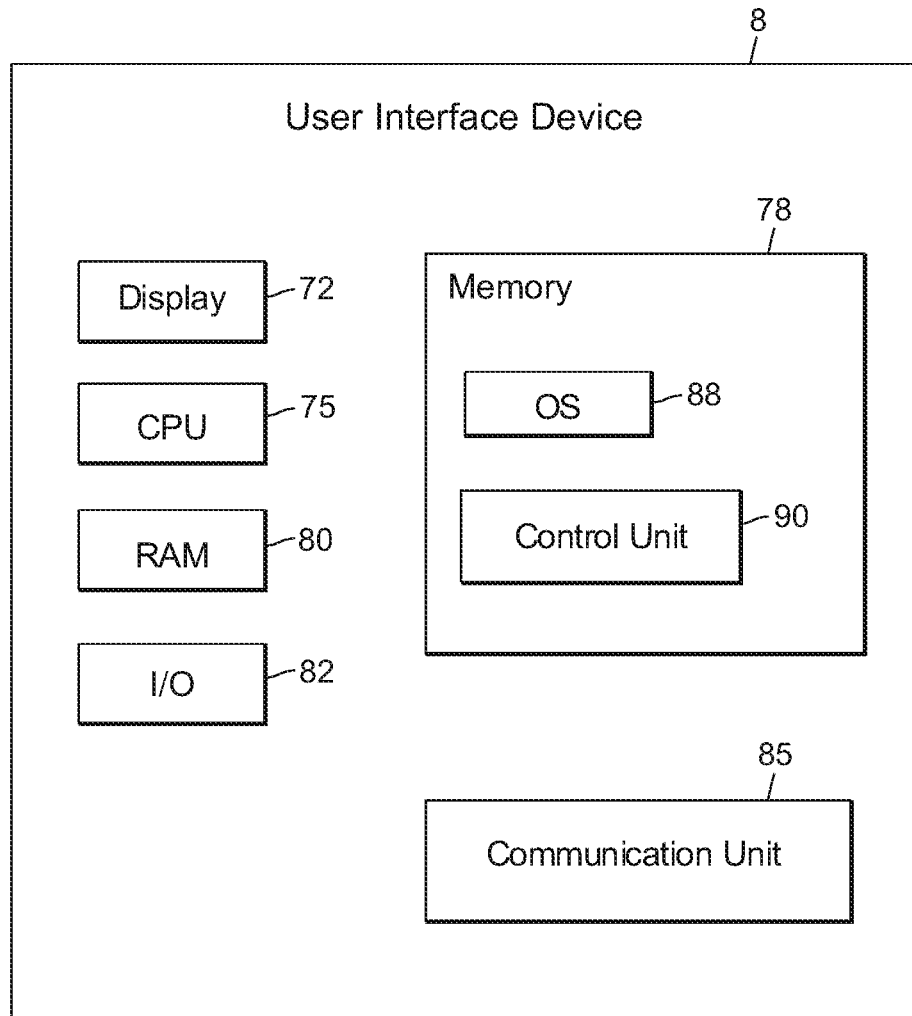 8
User Interface Device
78
Display 72
Memory
CPU 75
OS 88
RAM 80
Control Unit 90
I/O 82
85
Communication Unit